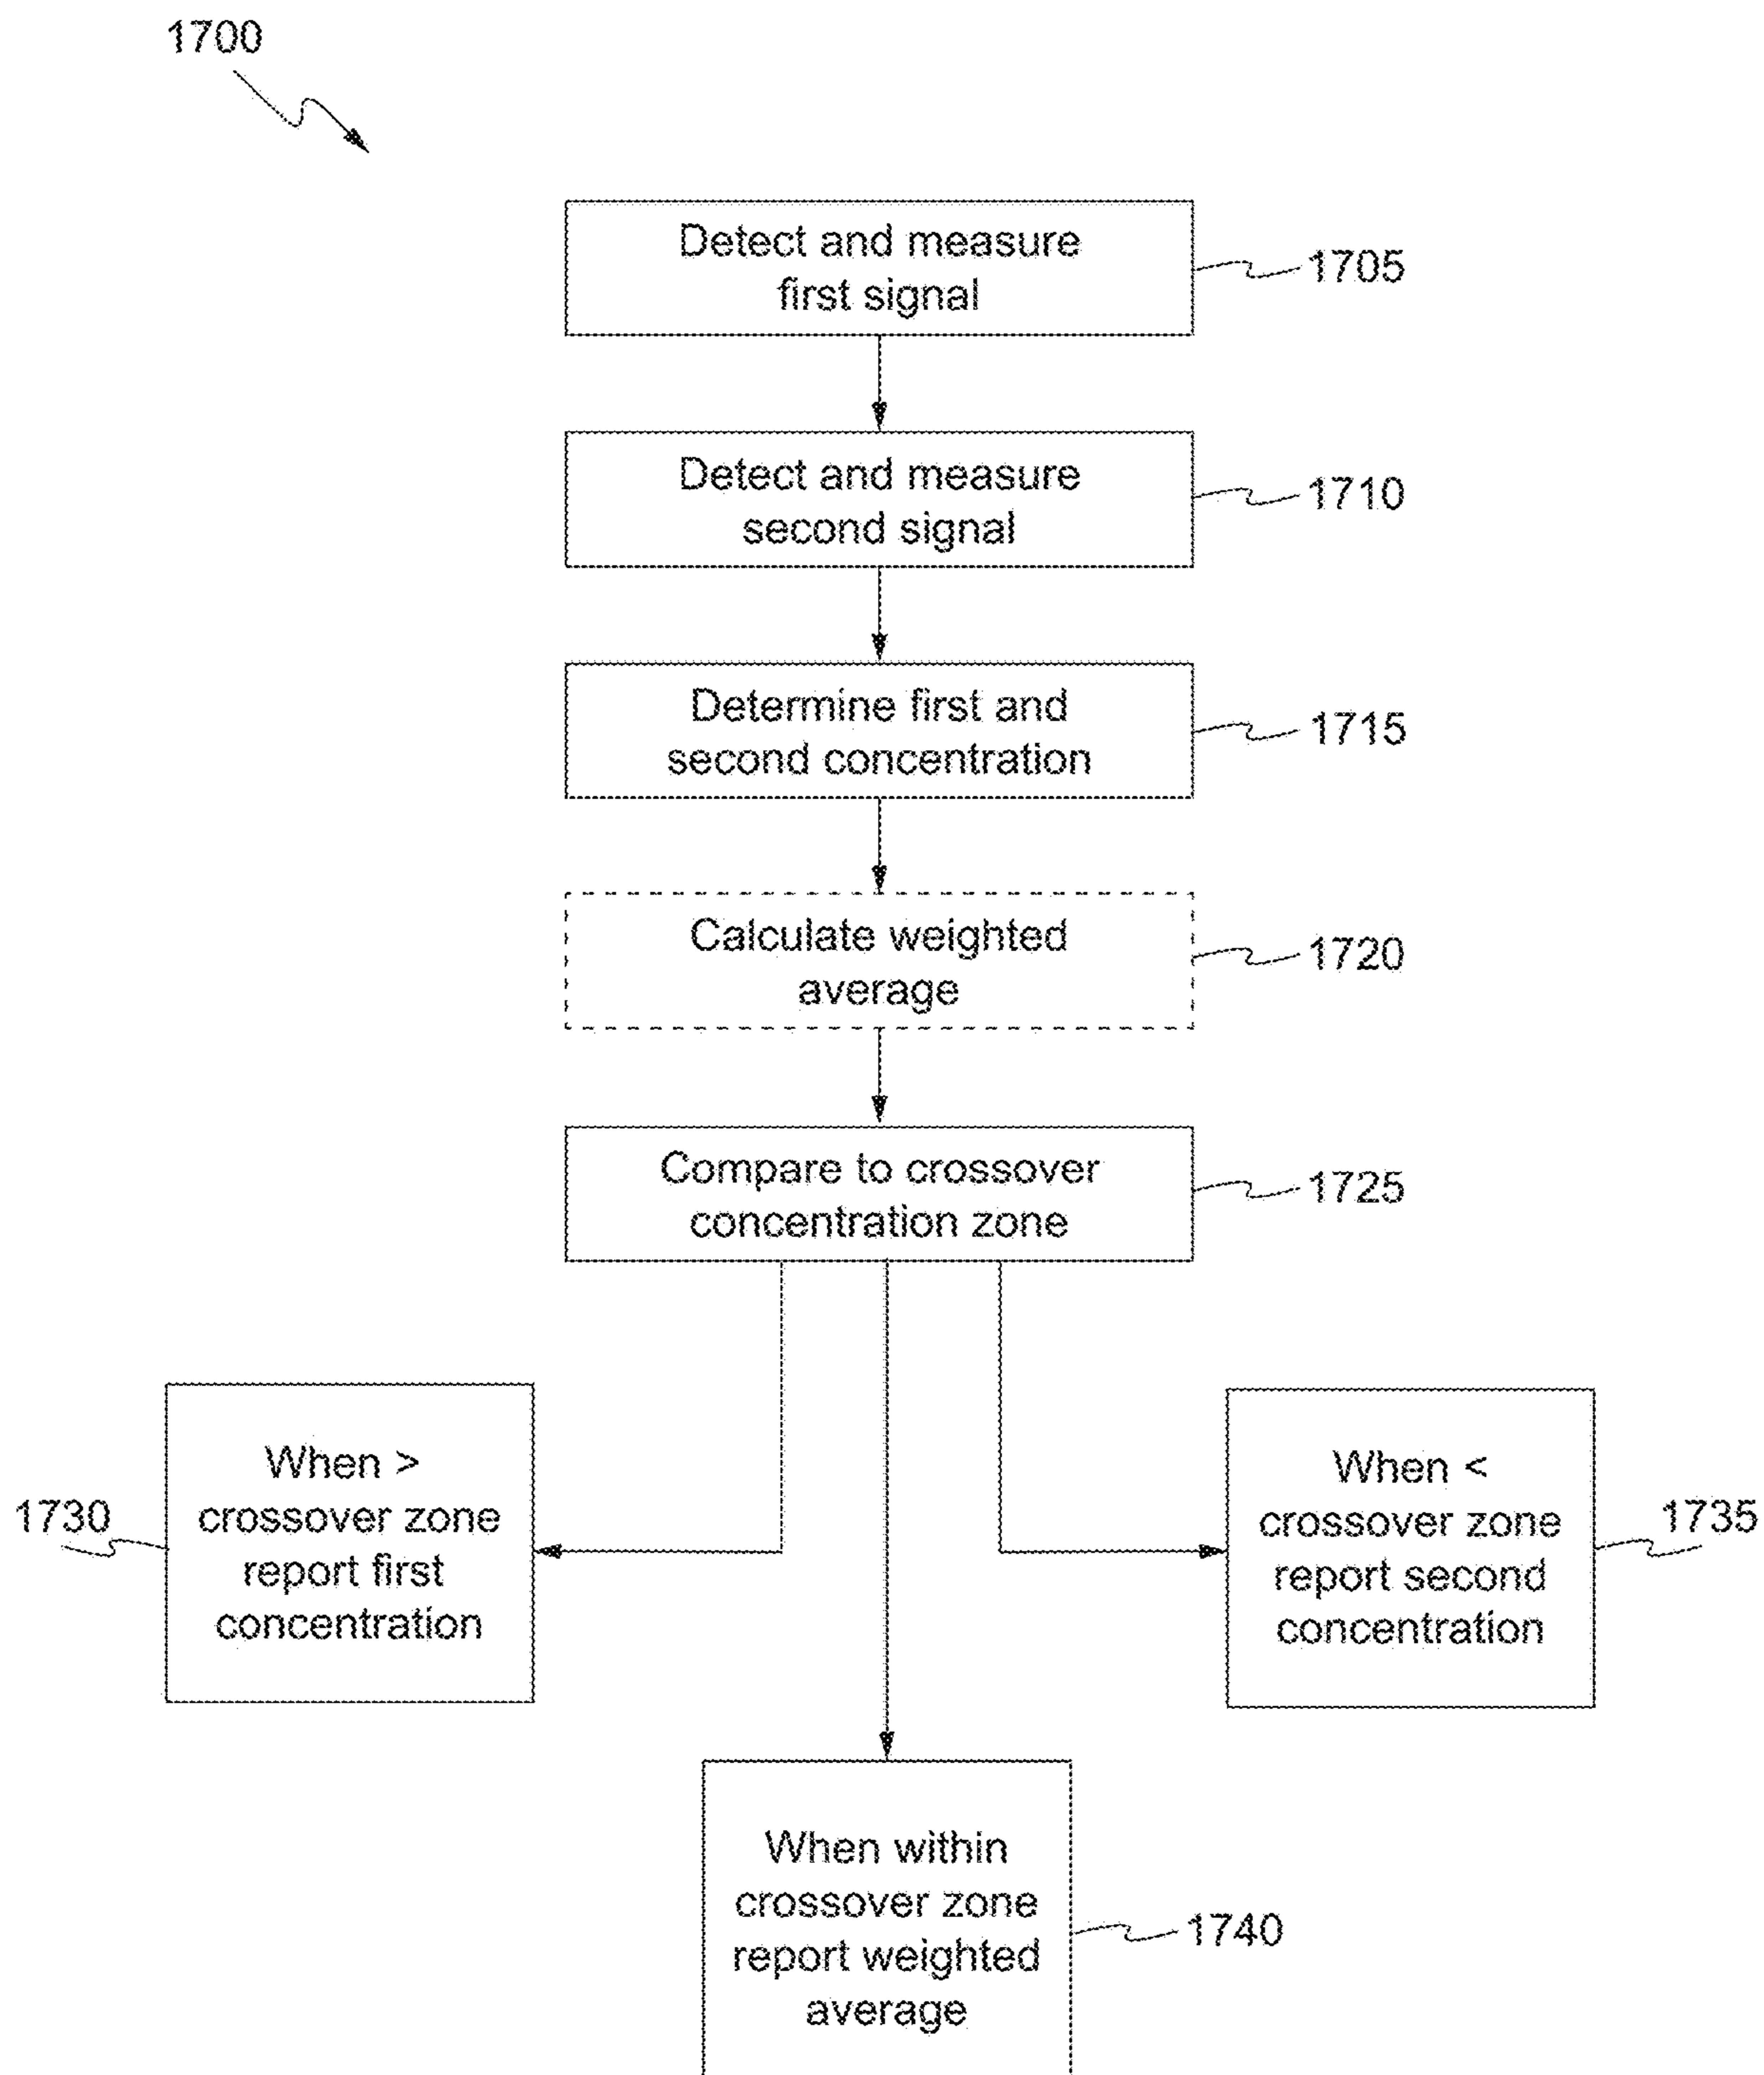 1700
Detect and measure
first signal
1705
Detect and measure
second signal
1710
Determine first and
second concentration
1715
Calculate weighted
average
1720
Compare to crossover
concentration zone
1725
When >
crossover zone
report first
concentration
1730
When <
crossover zone
report second
concentration
1735
When within
crossover zone
report weighted
average
1740